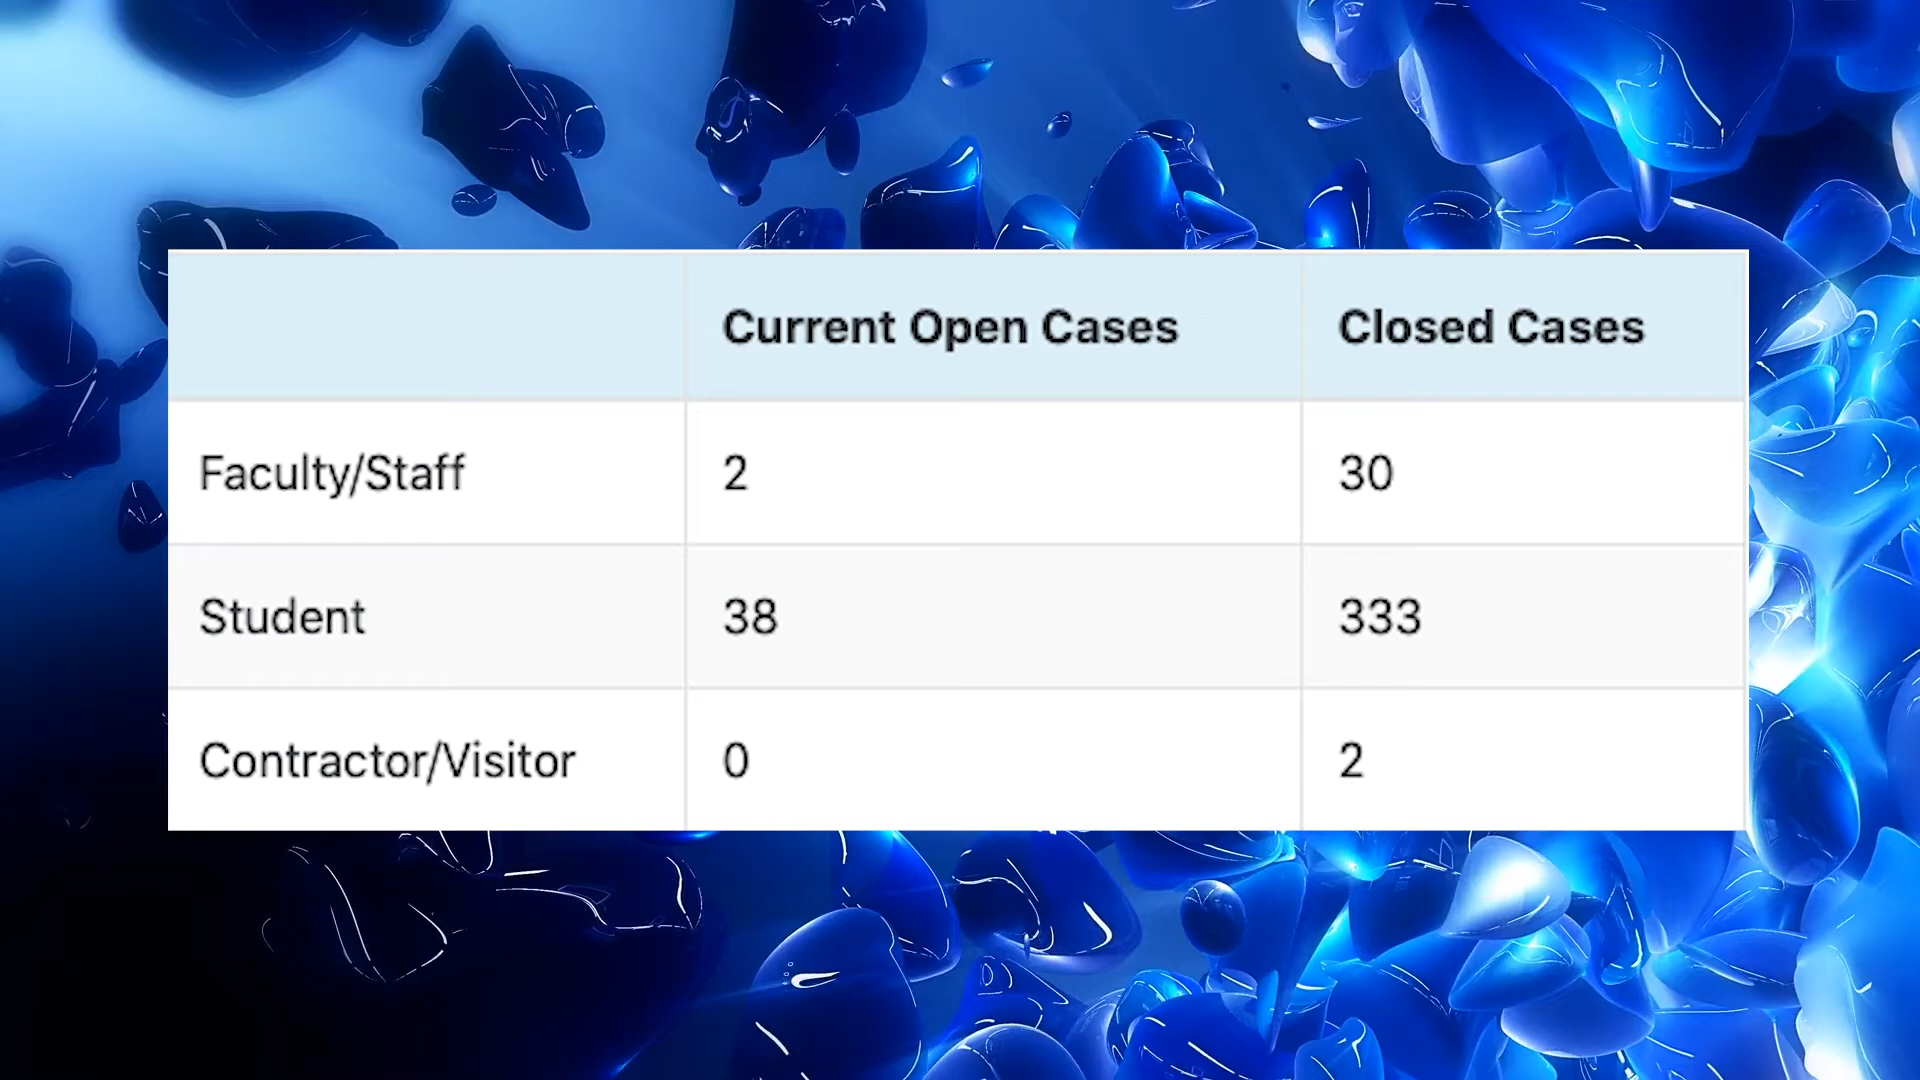 Current Open Cases Closed Cases
Faculty/Staff 2 30
Student 38 333
Contractor/Visitor 0 2